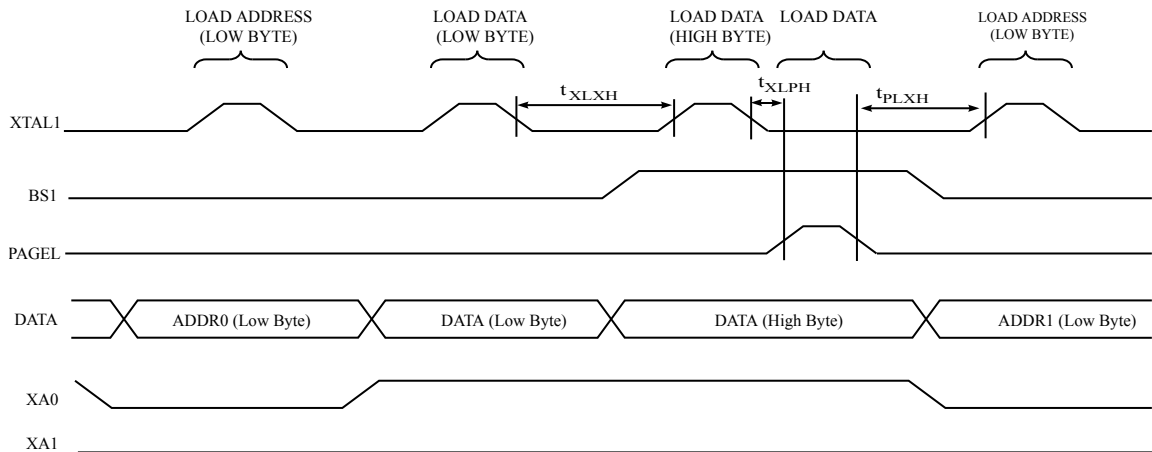 LOAD ADDRESS
(LOW BYTE)
LOAD DATA
(LOW BYTE)
LOAD DATA
(HIGH BYTE)
LOAD DATA
LOAD ADDRESS
(LOW BYTE)
tXLXH
tXLPH
tPLXH
XTAL1
BS1
PAGEL
DATA
ADDR0 (Low Byte)
DATA (Low Byte)
DATA (High Byte)
ADDR1 (Low Byte)
XA0
XA1